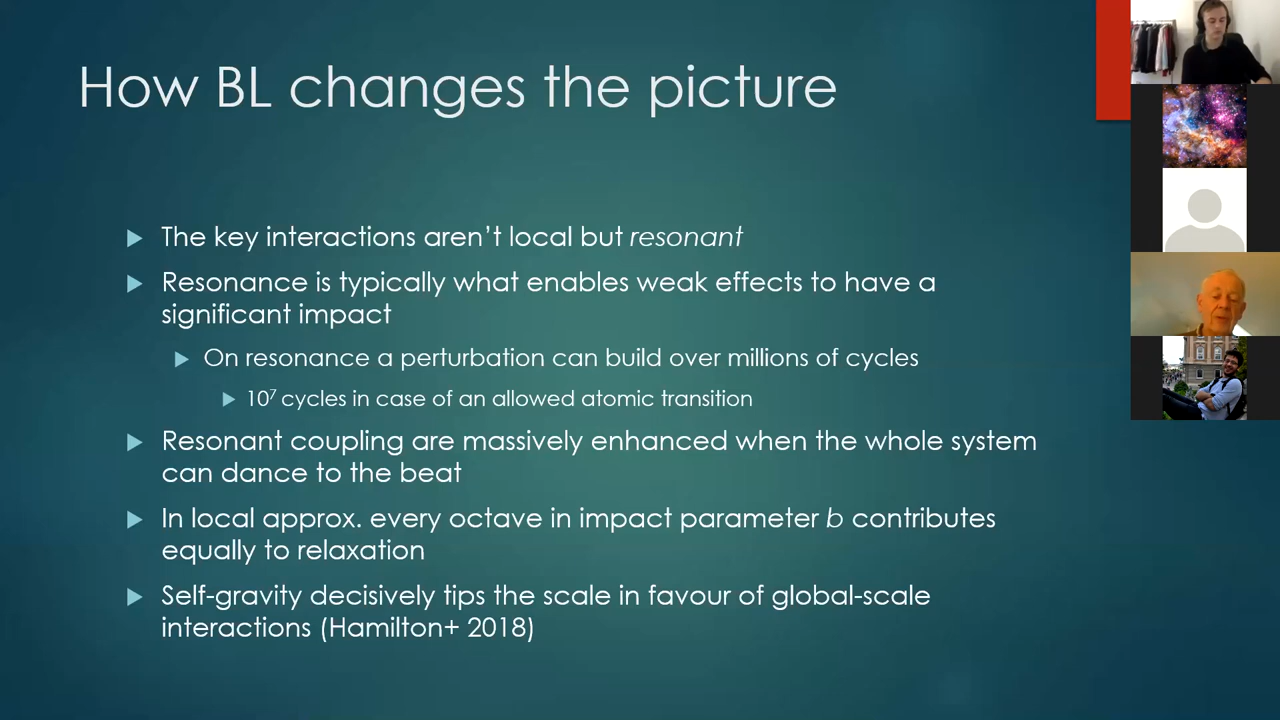 How BL changes the picture
The key interactions aren’t local but resonant
Resonance is typically what enables weak effects to have a
significant impact
On resonance a perturbation can build over millions of cycles
10⁷ cycles in case of an allowed atomic transition
Resonant coupling are massively enhanced when the whole system
can dance to the beat
In local approx. every octave in impact parameter b contributes
equally to relaxation
Self-gravity decisively tips the scale in favour of global-scale
interactions (Hamilton+ 2018)